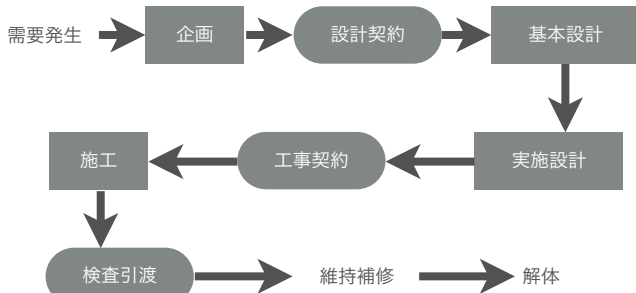 需要発生
企画
設計契約
基本設計
実施設計
工事契約
施工
検査引渡
維持補修
解体